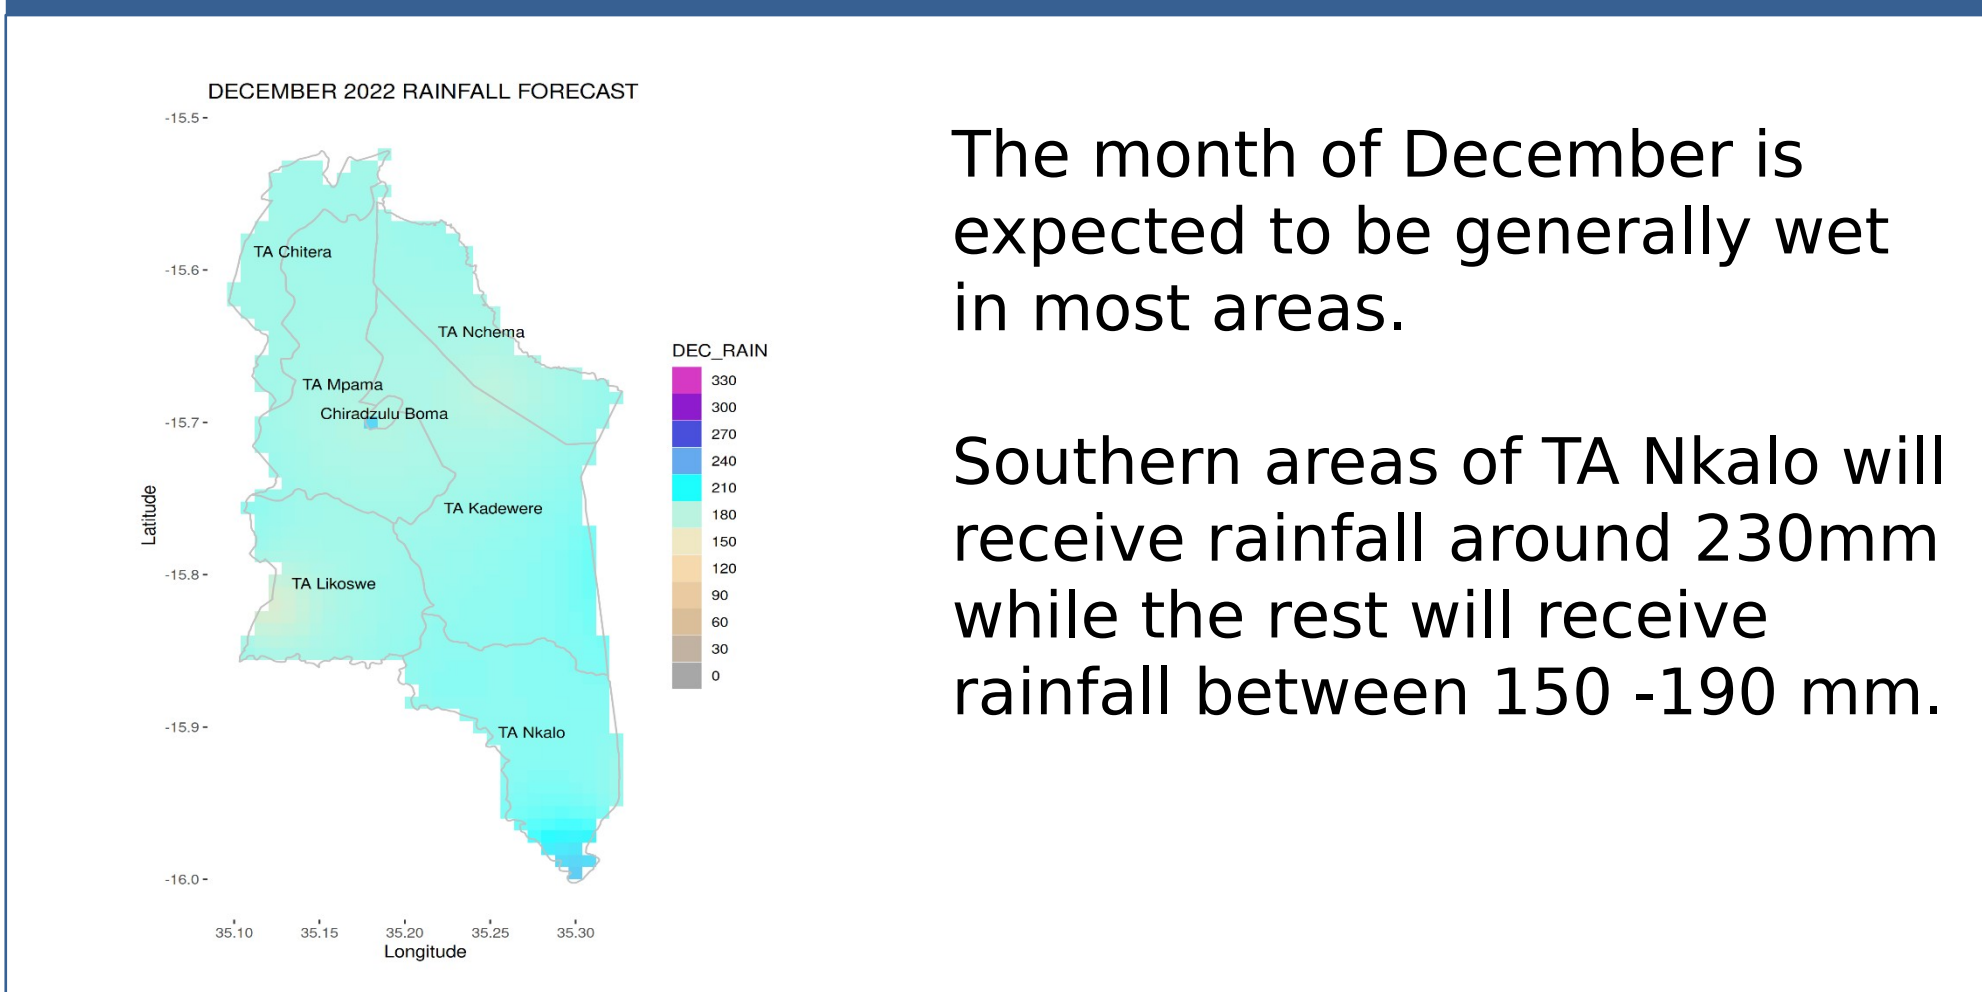 DECEMBER 2022 RAINFALL FORECAST
-15.5
-15.6
-15.7
-15.8
-15.9
-16.0
Latitude
TA Chitera
TA Nchema
TA Mpama
Chiradzulu Boma
TA Kadewere
TA Likoswe
TA Nkalo
35.10 35.15 35.20 35.25 35.30
Longitude
DEC_RAIN
330
300
270
240
210
180
150
120
90
60
30
0
The month of December is
expected to be generally wet
in most areas.
Southern areas of TA Nkalo will
receive rainfall around 230mm
while the rest will receive
rainfall between 150 -190 mm.